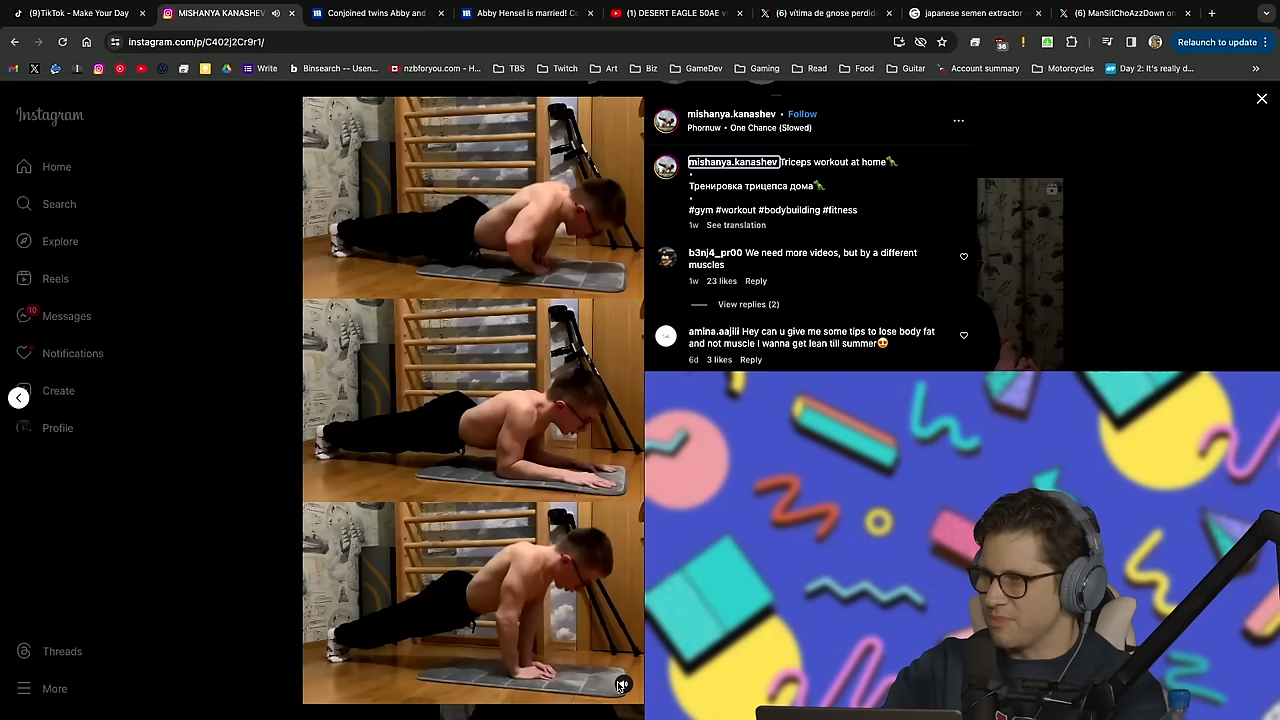 (9)TikTok - Make Your Day
MISHANYA KANASHEV
Conjoined twins Abby and
Abby Hensel is married! Co
(1) DESERT EAGLE 50AE v
(6) vítima de gnose
japanese semen extractor
(6) ManSitChoAzzDown on
instagram.com/p/C402j2Cr9r1/
36
Relaunch to update
Write
Binsearch -- Usen...
nzbforyou.com - H...
TBS
Twitch
Art
Biz
GameDev
Gaming
Read
Food
Guitar
Account summary
Motorcycles
Day 2: It's really d...
Instagram
Home
Search
Explore
Reels
10
Messages
Notifications
Create
Profile
Threads
More
mishanya.kanashev • Follow
Phornuw • One Chance (Slowed)
mishanya.kanashev Triceps workout at home
Тренировка трицепса дома
#gym #workout #bodybuilding #fitness
1w See translation
b3nj4_pr00 We need more videos, but by a different
muscles
1w 23 likes Reply
View replies (2)
amina.aajili Hey can u give me some tips to lose body fat
and not muscle I wanna get lean till summer
6d 3 likes Reply